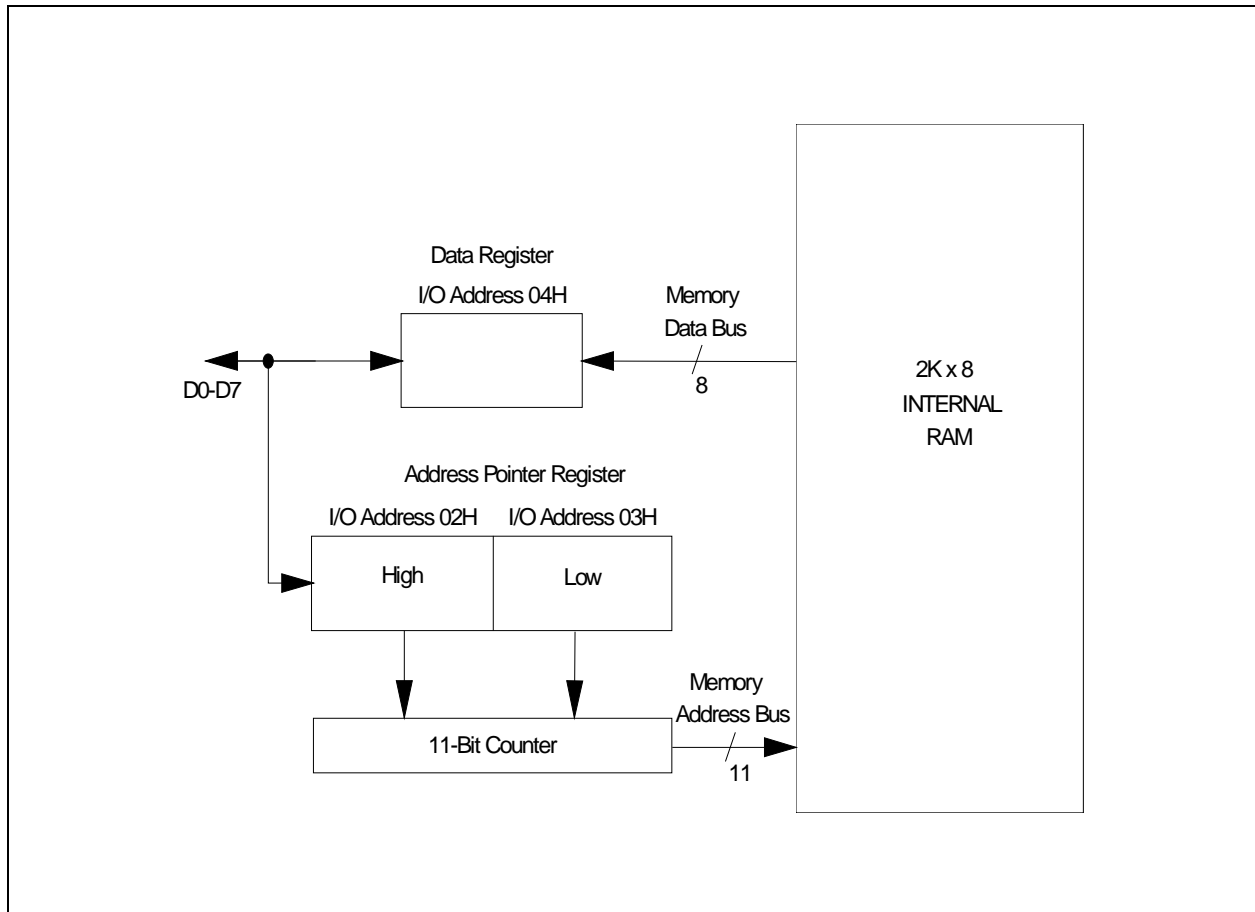 Data Register
I/O Address 04H
Memory
Data Bus
8
D0-D7
2K x 8
INTERNAL
RAM
Address Pointer Register
I/O Address 02H
I/O Address 03H
High
Low
11-Bit Counter
Memory
Address Bus
11